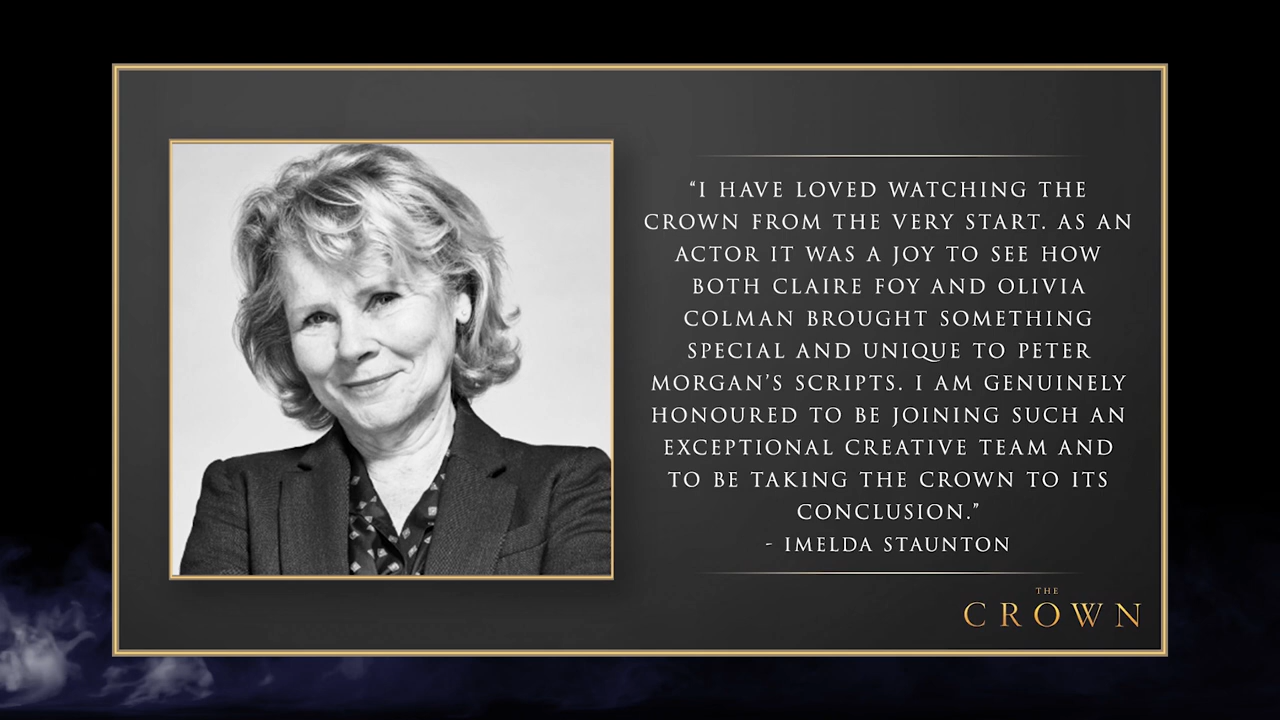 “I HAVE LOVED WATCHING THE
CROWN FROM THE VERY START. AS AN
ACTOR IT WAS A JOY TO SEE HOW
BOTH CLAIRE FOY AND OLIVIA
COLMAN BROUGHT SOMETHING
SPECIAL AND UNIQUE TO PETER
MORGAN’S SCRIPTS. I AM GENUINELY
HONOURED TO BE JOINING SUCH AN
EXCEPTIONAL CREATIVE TEAM AND
TO BE TAKING THE CROWN TO ITS
CONCLUSION.”
- IMELDA STAUNTON
THE
CROWN